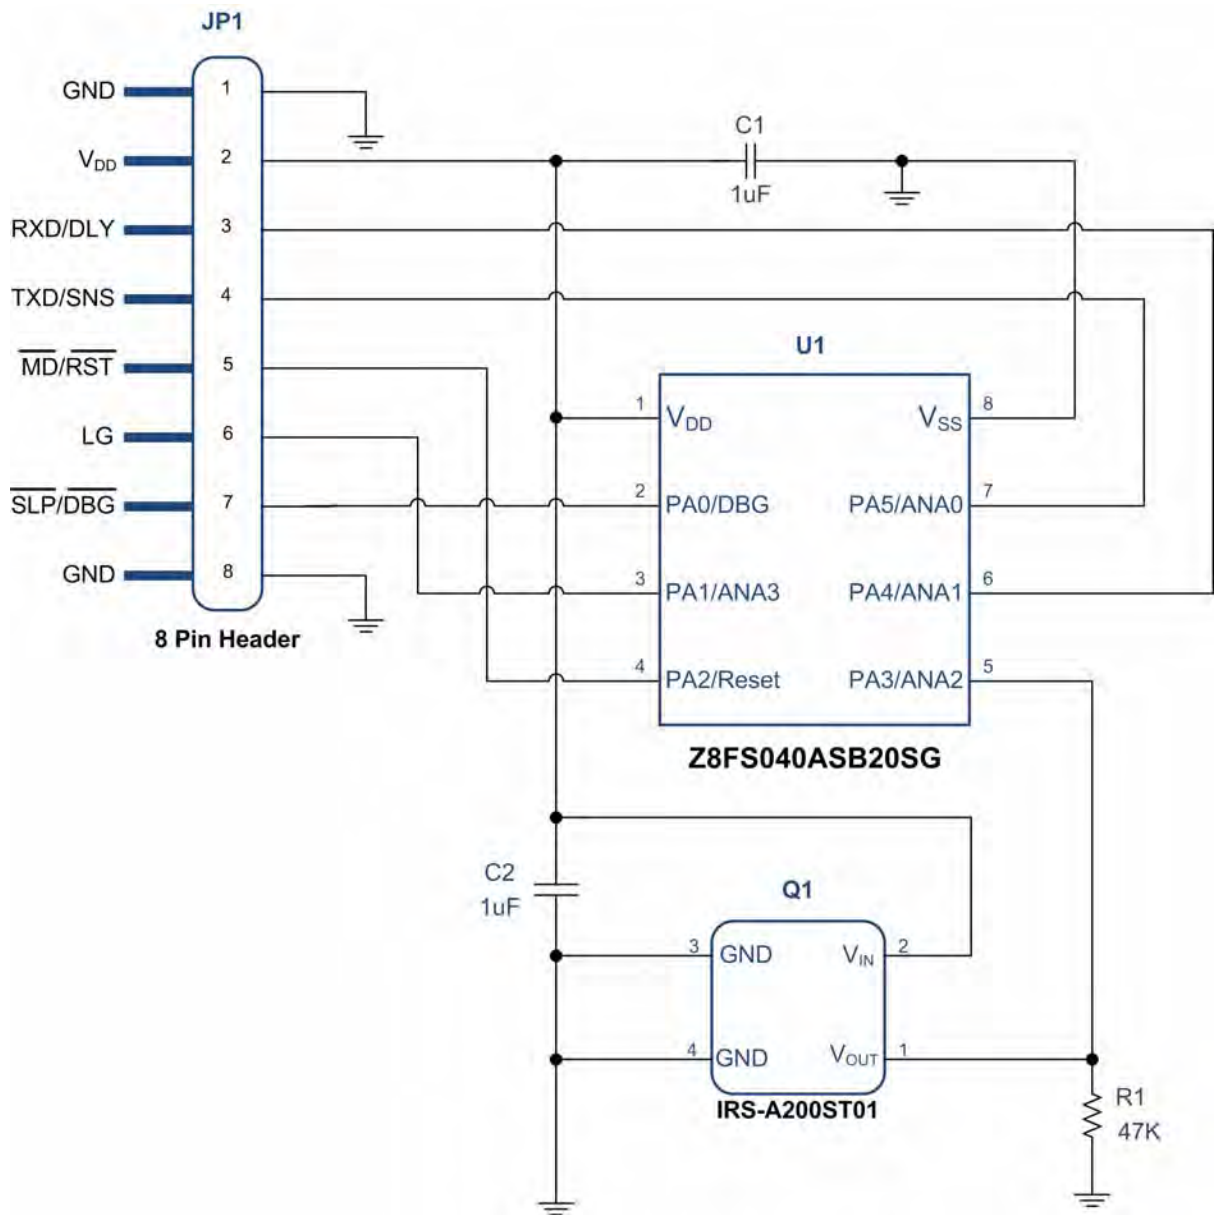 JP1
GND 1
VDD 2
RXD/DLY 3
TXD/SNS 4
MD/RST 5
LG 6
SLP/DBG 7
GND 8
8 Pin Header
C1
1uF
U1
1 VDD VSS 8
2 PA0/DBG PA5/ANA0 7
3 PA1/ANA3 PA4/ANA1 6
4 PA2/Reset PA3/ANA2 5
Z8FS040ASB20SG
C2
1uF
Q1
3 GND VIN 2
4 GND VOUT 1
IRS-A200ST01
R1
47K